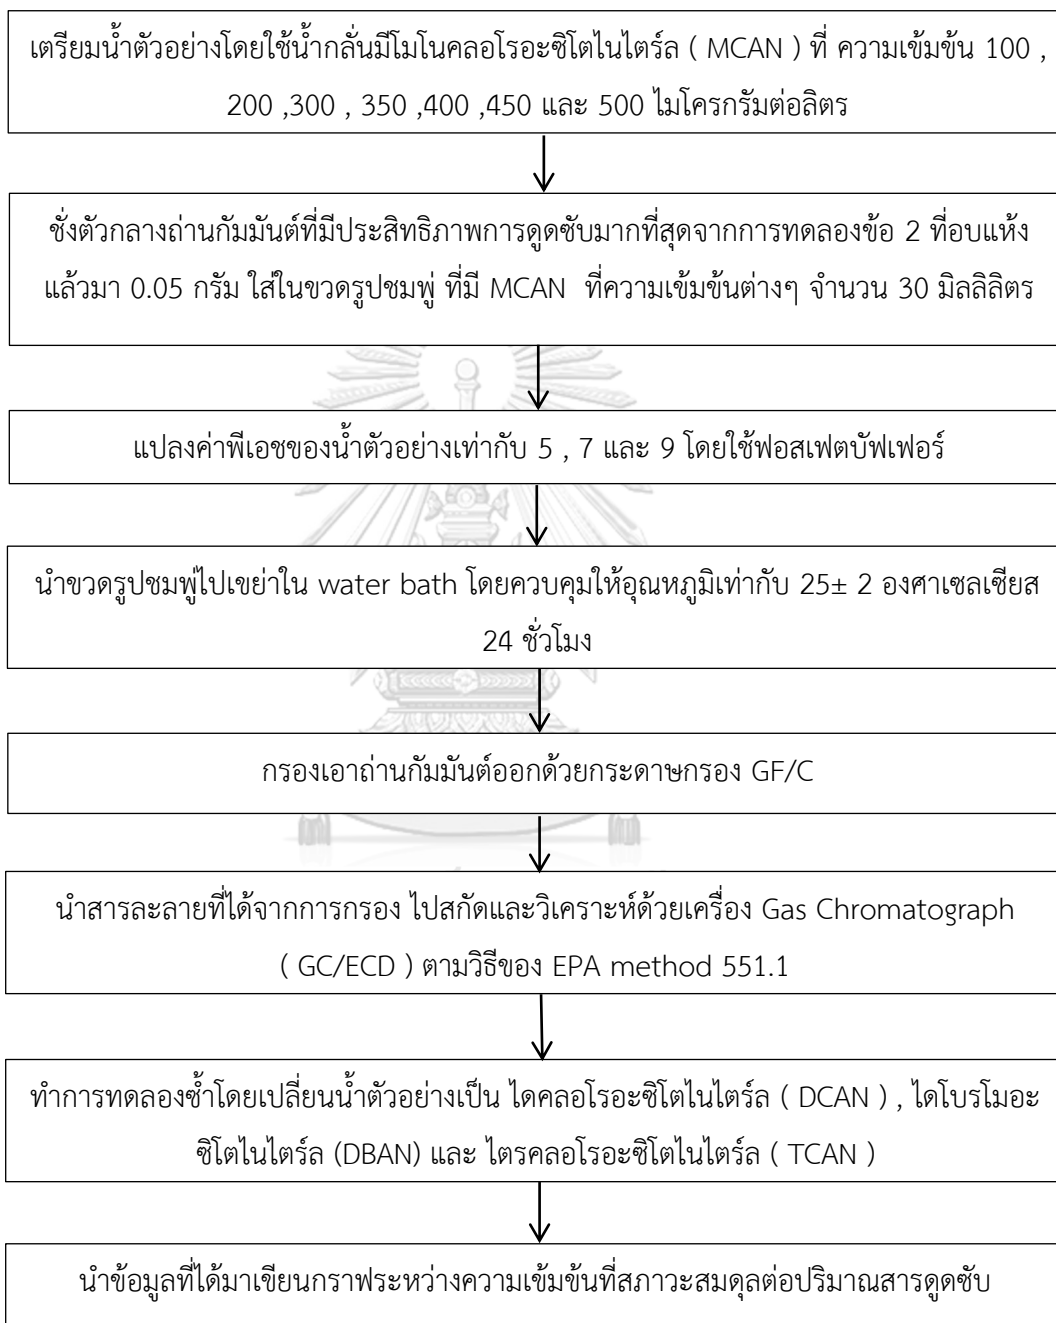 เตรียมน้ำตัวอย่างโดยใช้น้ำกลั่นมีโมโนคลอโรอะซิโตไนไตร์ล ( MCAN ) ที่ ความเข้มข้น 100 ,
200 ,300 , 350 ,400 ,450 และ 500 ไมโครกรัมต่อลิตร
ชั่งตัวกลางถ่านกัมมันต์ที่มีประสิทธิภาพการดูดซับมากที่สุดจากการทดลองข้อ 2 ที่อบแห้ง
แล้วมา 0.05 กรัม ใส่ในขวดรูปชมพู่ ที่มี MCAN ที่ความเข้มข้นต่างๆ จำนวน 30 มิลลิลิตร
แปลงค่าพีเอชของน้ำตัวอย่างเท่ากับ 5 , 7 และ 9 โดยใช้ฟอสเฟตบัฟเฟอร์
นำขวดรูปชมพู่ไปเขย่าใน water bath โดยควบคุมให้อุณหภูมิเท่ากับ 25± 2 องศาเซลเซียส
24 ชั่วโมง
กรองเอาถ่านกัมมันต์ออกด้วยกระดาษกรอง GF/C
นำสารละลายที่ได้จากการกรอง ไปสกัดและวิเคราะห์ด้วยเครื่อง Gas Chromatograph
( GC/ECD ) ตามวิธีของ EPA method 551.1
ทำการทดลองซ้ำโดยเปลี่ยนน้ำตัวอย่างเป็น ไดคลอโรอะซิโตไนไตร์ล ( DCAN ) , ไดโบรโมอะ
ซิโตไนไตร์ล (DBAN) และ ไตรคลอโรอะซิโตไนไตร์ล ( TCAN )
นำข้อมูลที่ได้มาเขียนกราฟระหว่างความเข้มข้นที่สภาวะสมดุลต่อปริมาณสารดูดซับ